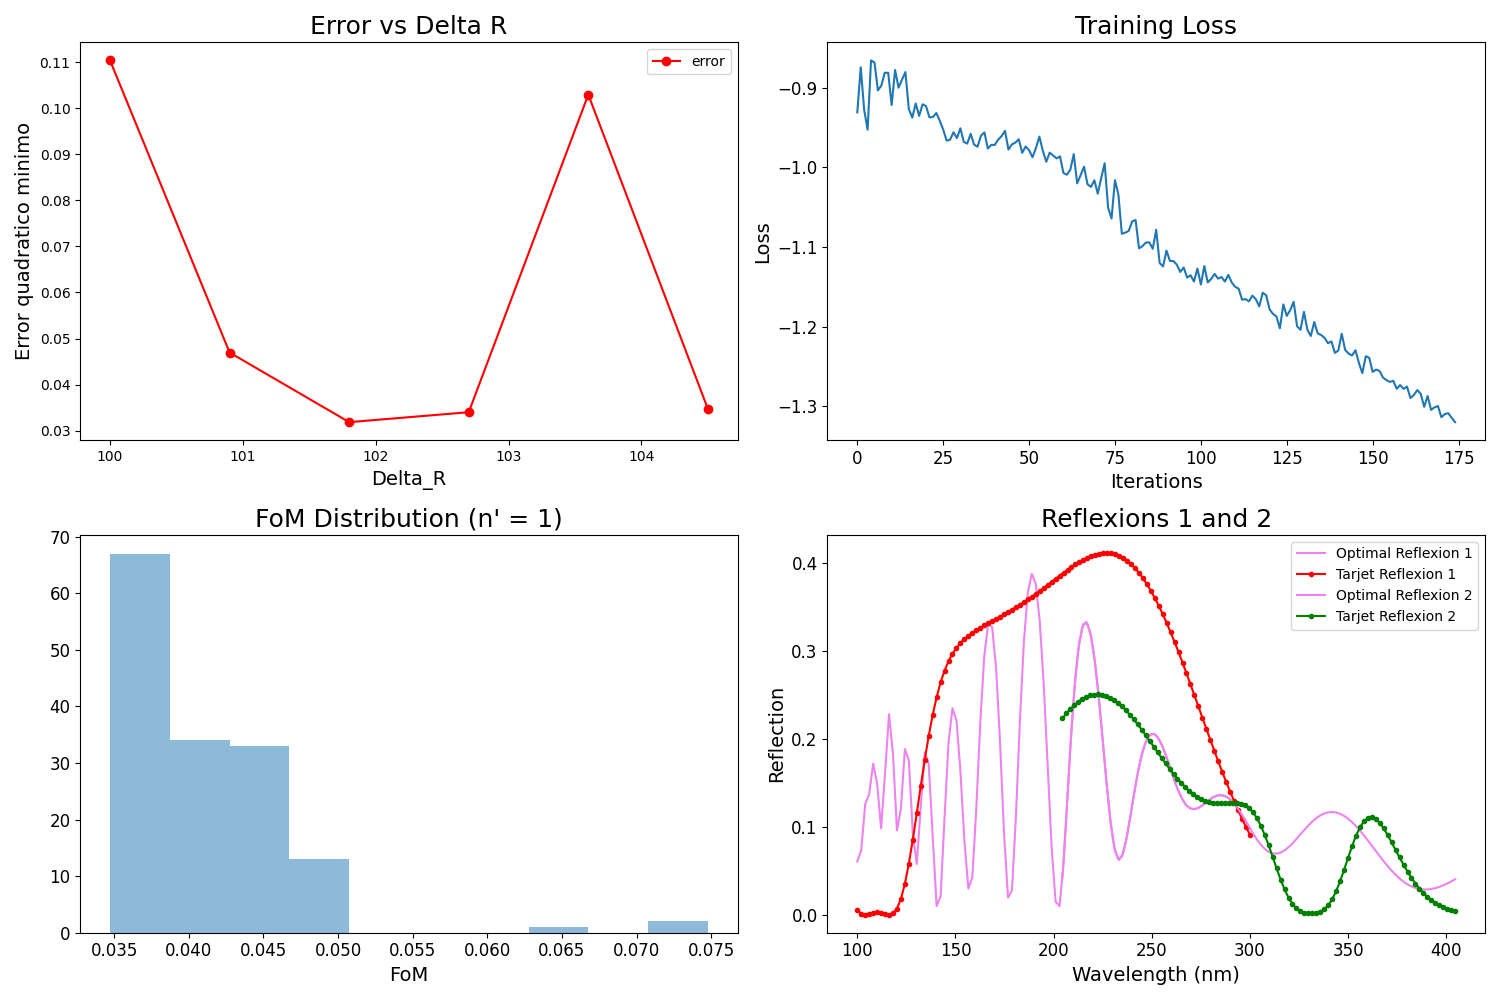 Error vs Delta R
error
0.11
0.10
0.09
0.08
0.07
0.06
0.05
0.04
0.03
Error quadratico minimo
100 101 102 103 104
Delta_R
Training Loss
−0.9
−1.0
−1.1
−1.2
−1.3
Loss
0 25 50 75 100 125 150 175
Iterations
FoM Distribution (n' = 1)
70
60
50
40
30
20
10
0
0.035 0.040 0.045 0.050 0.055 0.060 0.065 0.070 0.075
FoM
Reflexions 1 and 2
Optimal Reflexion 1
Tarjet Reflexion 1
Optimal Reflexion 2
Tarjet Reflexion 2
0.4
0.3
0.2
0.1
0.0
Reflection
100 150 200 250 300 350 400
Wavelength (nm)